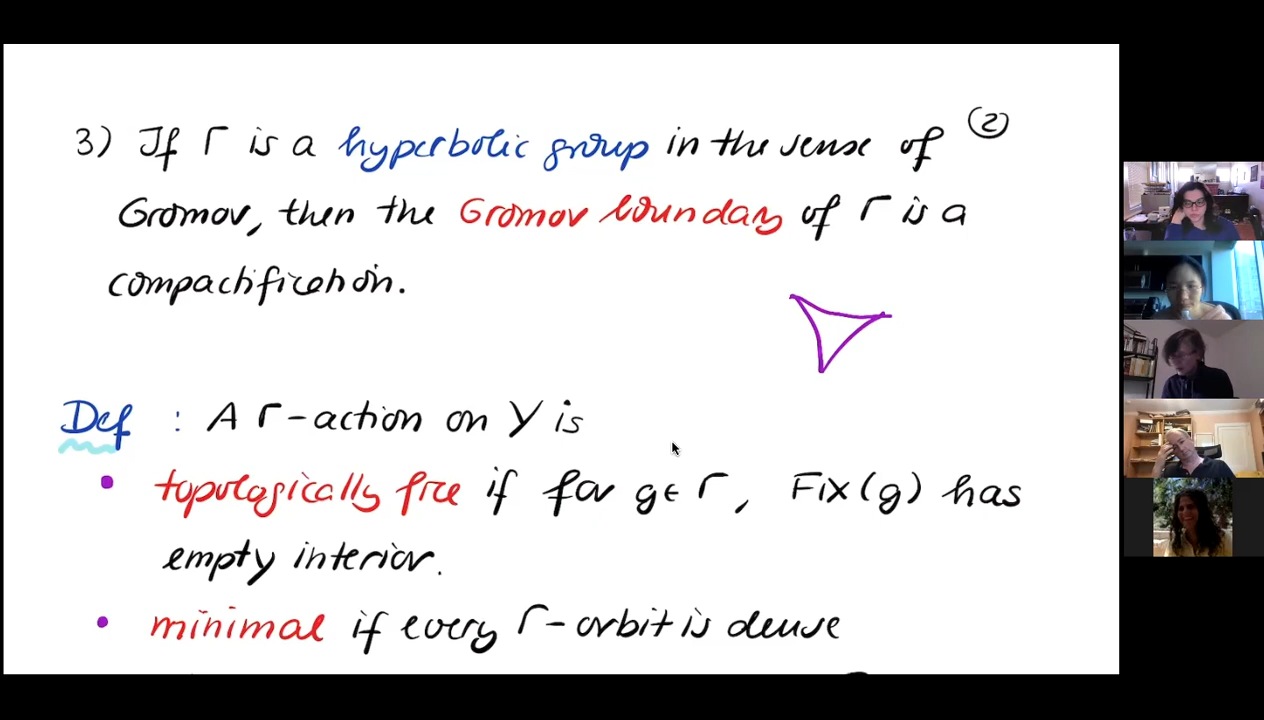 3) If Γ is a hyperbolic group in the sense of (2)
Gromov, then the Gromov boundary of Γ is a
compactification.
Def : A Γ-action on Y is
• topologically free if for g ∈ Γ, Fix(g) has
empty interior.
• minimal if every Γ-orbit is dense